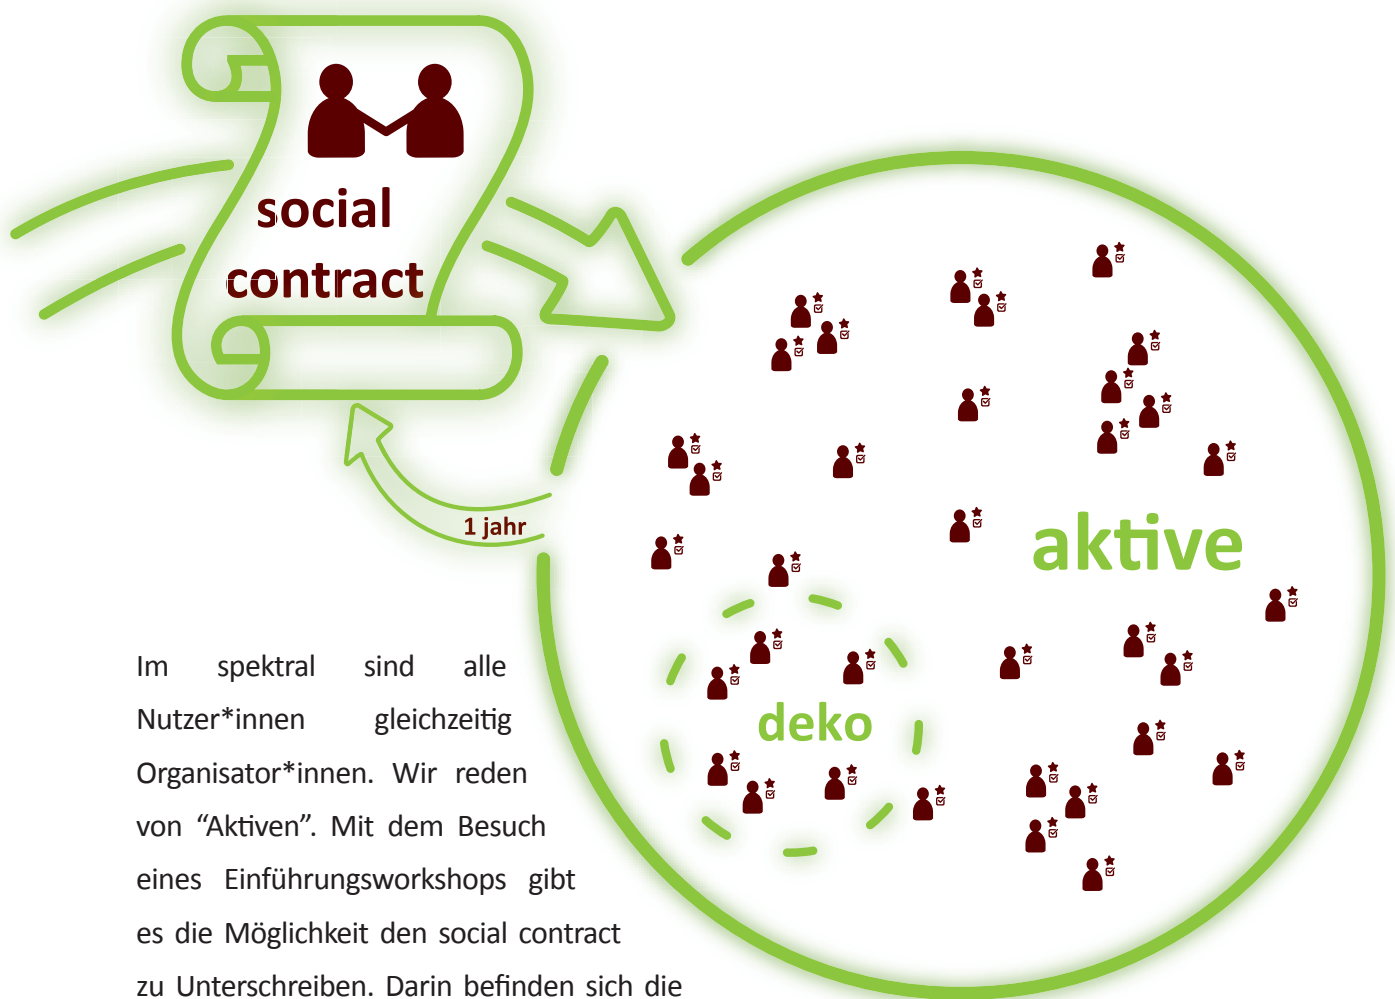 social
contract
1 jahr
aktive
deko
Im spektral sind alle
Nutzer*innen gleichzeitig
Organisator*innen. Wir reden
von “Aktiven”. Mit dem Besuch
eines Einführungsworkshops gibt
es die Möglichkeit den social contract
zu Unterschreiben. Darin befinden sich die